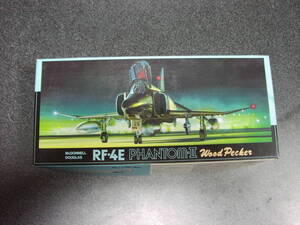 McDONNELL
DOUGLAS
RF-4E PHANTOM-II Wood Pecker